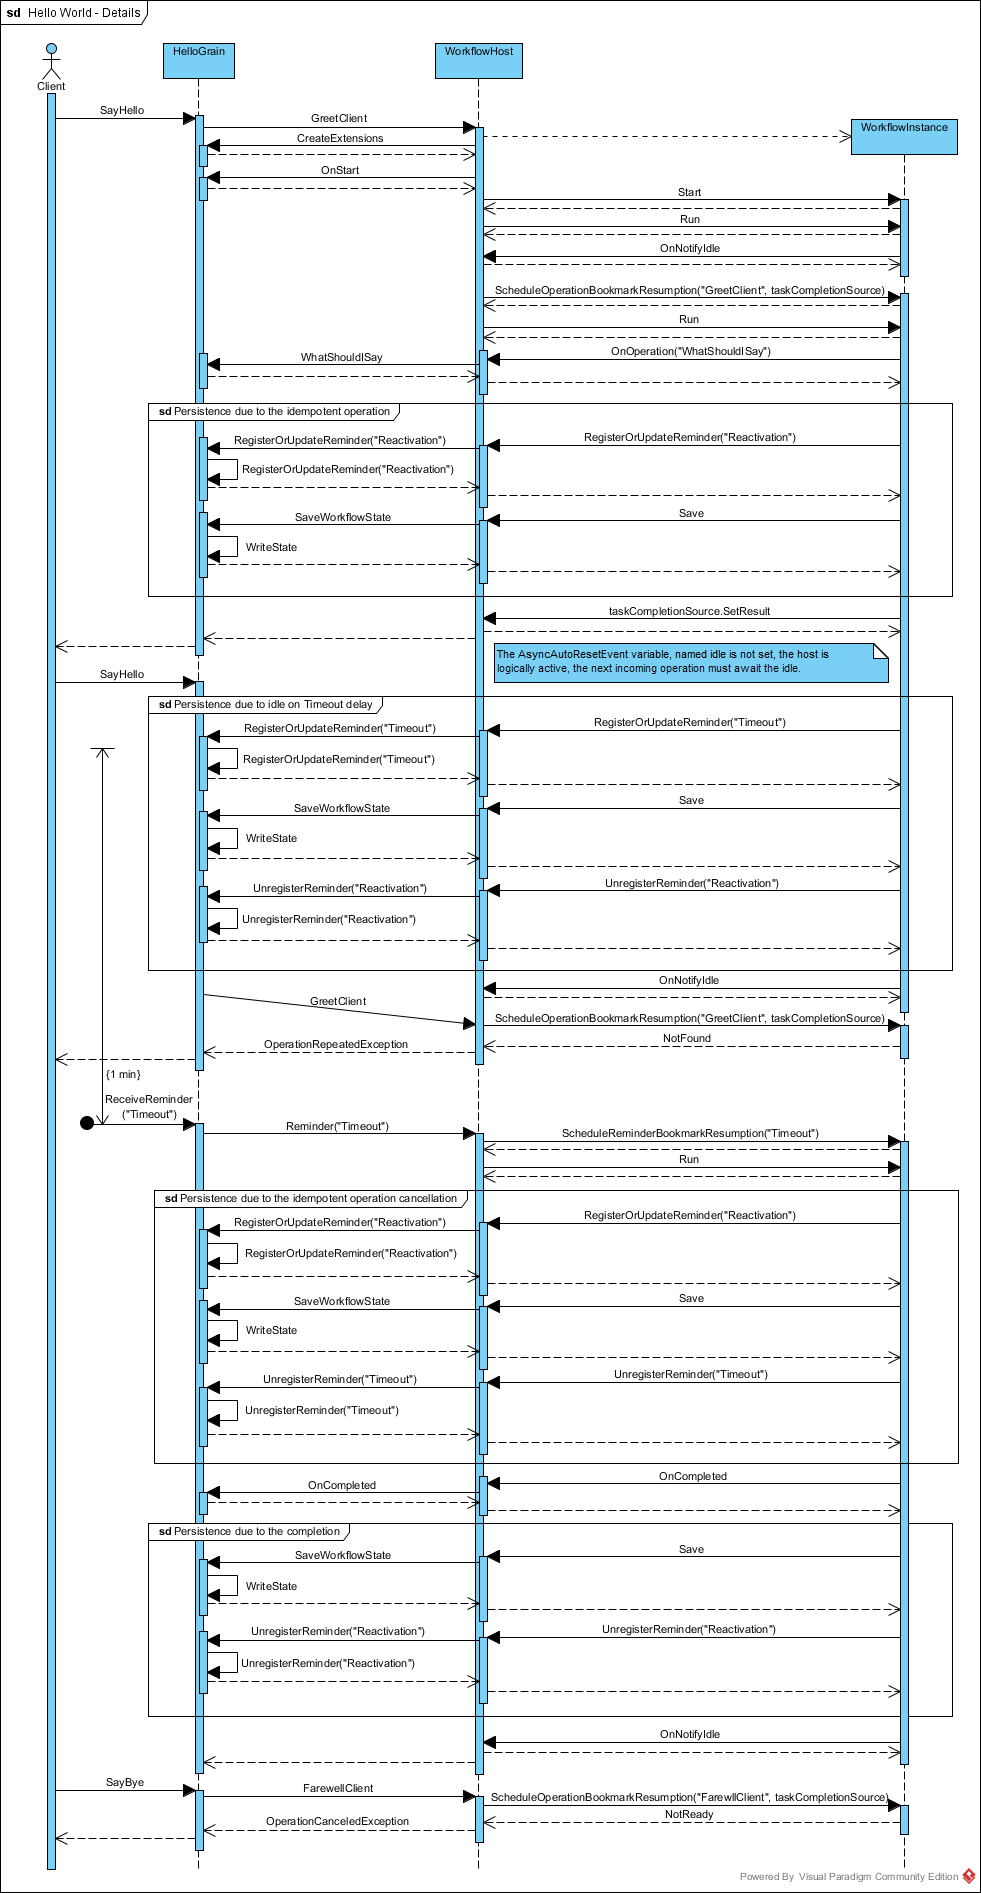 sd Hello World - Details
Client
HelloGrain
WorkflowHost
SayHello
GreetClient
WorkflowInstance
CreateExtensions
OnStart
Start
Run
OnNotifyIdle
ScheduleOperationBookmarkResumption("GreetClient", taskCompletionSource)
Run
OnOperation("WhatShouldISay")
WhatShouldISay
sd Persistence due to the idempotent operation
RegisterOrUpdateReminder("Reactivation")
RegisterOrUpdateReminder("Reactivation")
RegisterOrUpdateReminder("Reactivation")
Save
SaveWorkflowState
WriteState
taskCompletionSource.SetResult
The AsyncAutoResetEvent variable, named idle is not set, the host is
logically active, the next incoming operation must await the idle.
SayHello
sd Persistence due to idle on Timeout delay
RegisterOrUpdateReminder("Timeout")
RegisterOrUpdateReminder("Timeout")
RegisterOrUpdateReminder("Timeout")
Save
SaveWorkflowState
WriteState
UnregisterReminder("Reactivation")
UnregisterReminder("Reactivation")
UnregisterReminder("Reactivation")
OnNotifyIdle
GreetClient
ScheduleOperationBookmarkResumption("GreetClient", taskCompletionSource)
NotFound
OperationRepeatedException
{1 min}
ReceiveReminder
("Timeout")
Reminder("Timeout")
ScheduleReminderBookmarkResumption("Timeout")
Run
sd Persistence due to the idempotent operation cancellation
RegisterOrUpdateReminder("Reactivation")
RegisterOrUpdateReminder("Reactivation")
RegisterOrUpdateReminder("Reactivation")
Save
SaveWorkflowState
WriteState
UnregisterReminder("Timeout")
UnregisterReminder("Timeout")
UnregisterReminder("Timeout")
OnCompleted
OnCompleted
sd Persistence due to the completion
Save
SaveWorkflowState
WriteState
UnregisterReminder("Reactivation")
UnregisterReminder("Reactivation")
UnregisterReminder("Reactivation")
OnNotifyIdle
SayBye
FarewellClient
ScheduleOperationBookmarkResumption("FarewllClient", taskCompletionSource)
NotReady
OperationCanceledException
Powered By Visual Paradigm Community Edition